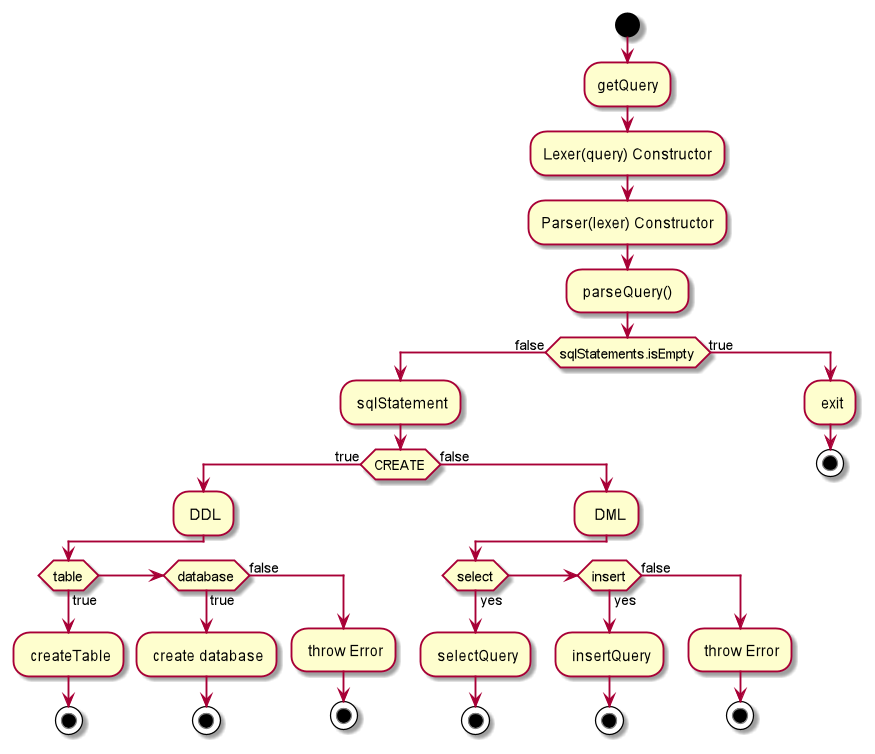 getQuery
Lexer(query) Constructor
Parser(lexer) Constructor
parseQuery()
false
sqlStatements.isEmpty
true
sqlStatement
exit
true
CREATE
false
DDL
DML
table
database
false
select
insert
false
true
true
yes
yes
createTable
create database
throw Error
selectQuery
insertQuery
throw Error